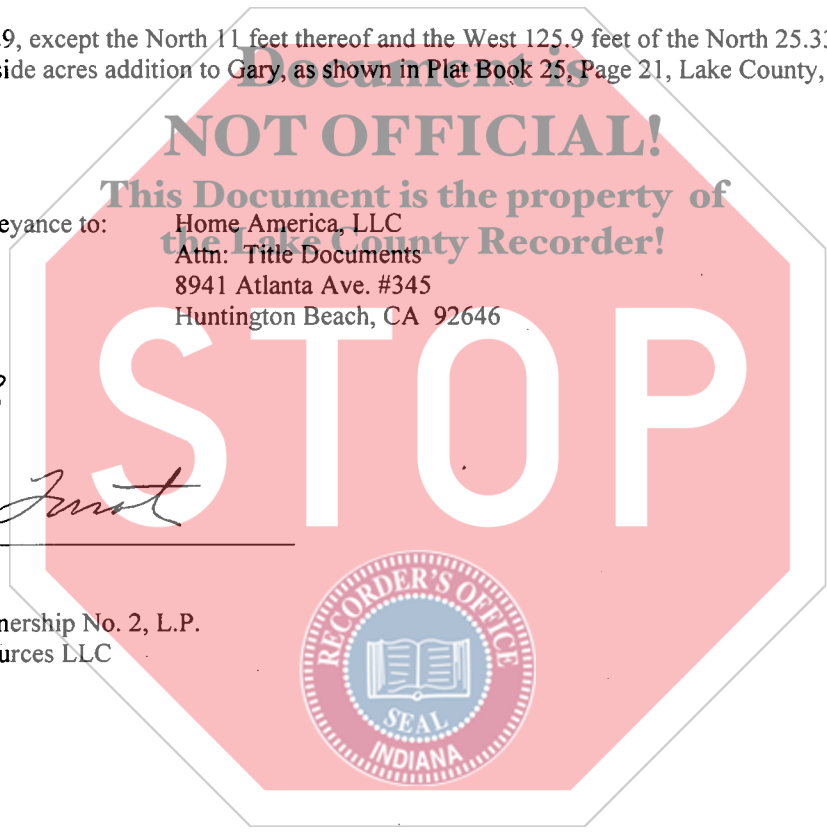 9, except the North 11 feet thereof and the West 125.9 feet of the North 25.33
side acres addition to Gary, as shown in Plat Book 25, Page 21, Lake County,
Document is
NOT OFFICIAL!
This Document is the property of
the Lake County Recorder!
eyance to: Home America, LLC
Attn: Title Documents
8941 Atlanta Ave. #345
Huntington Beach, CA 92646
STOP
nership No. 2, L.P.
urces LLC
RECORDER'S OFFICE
SEAL
INDIANA